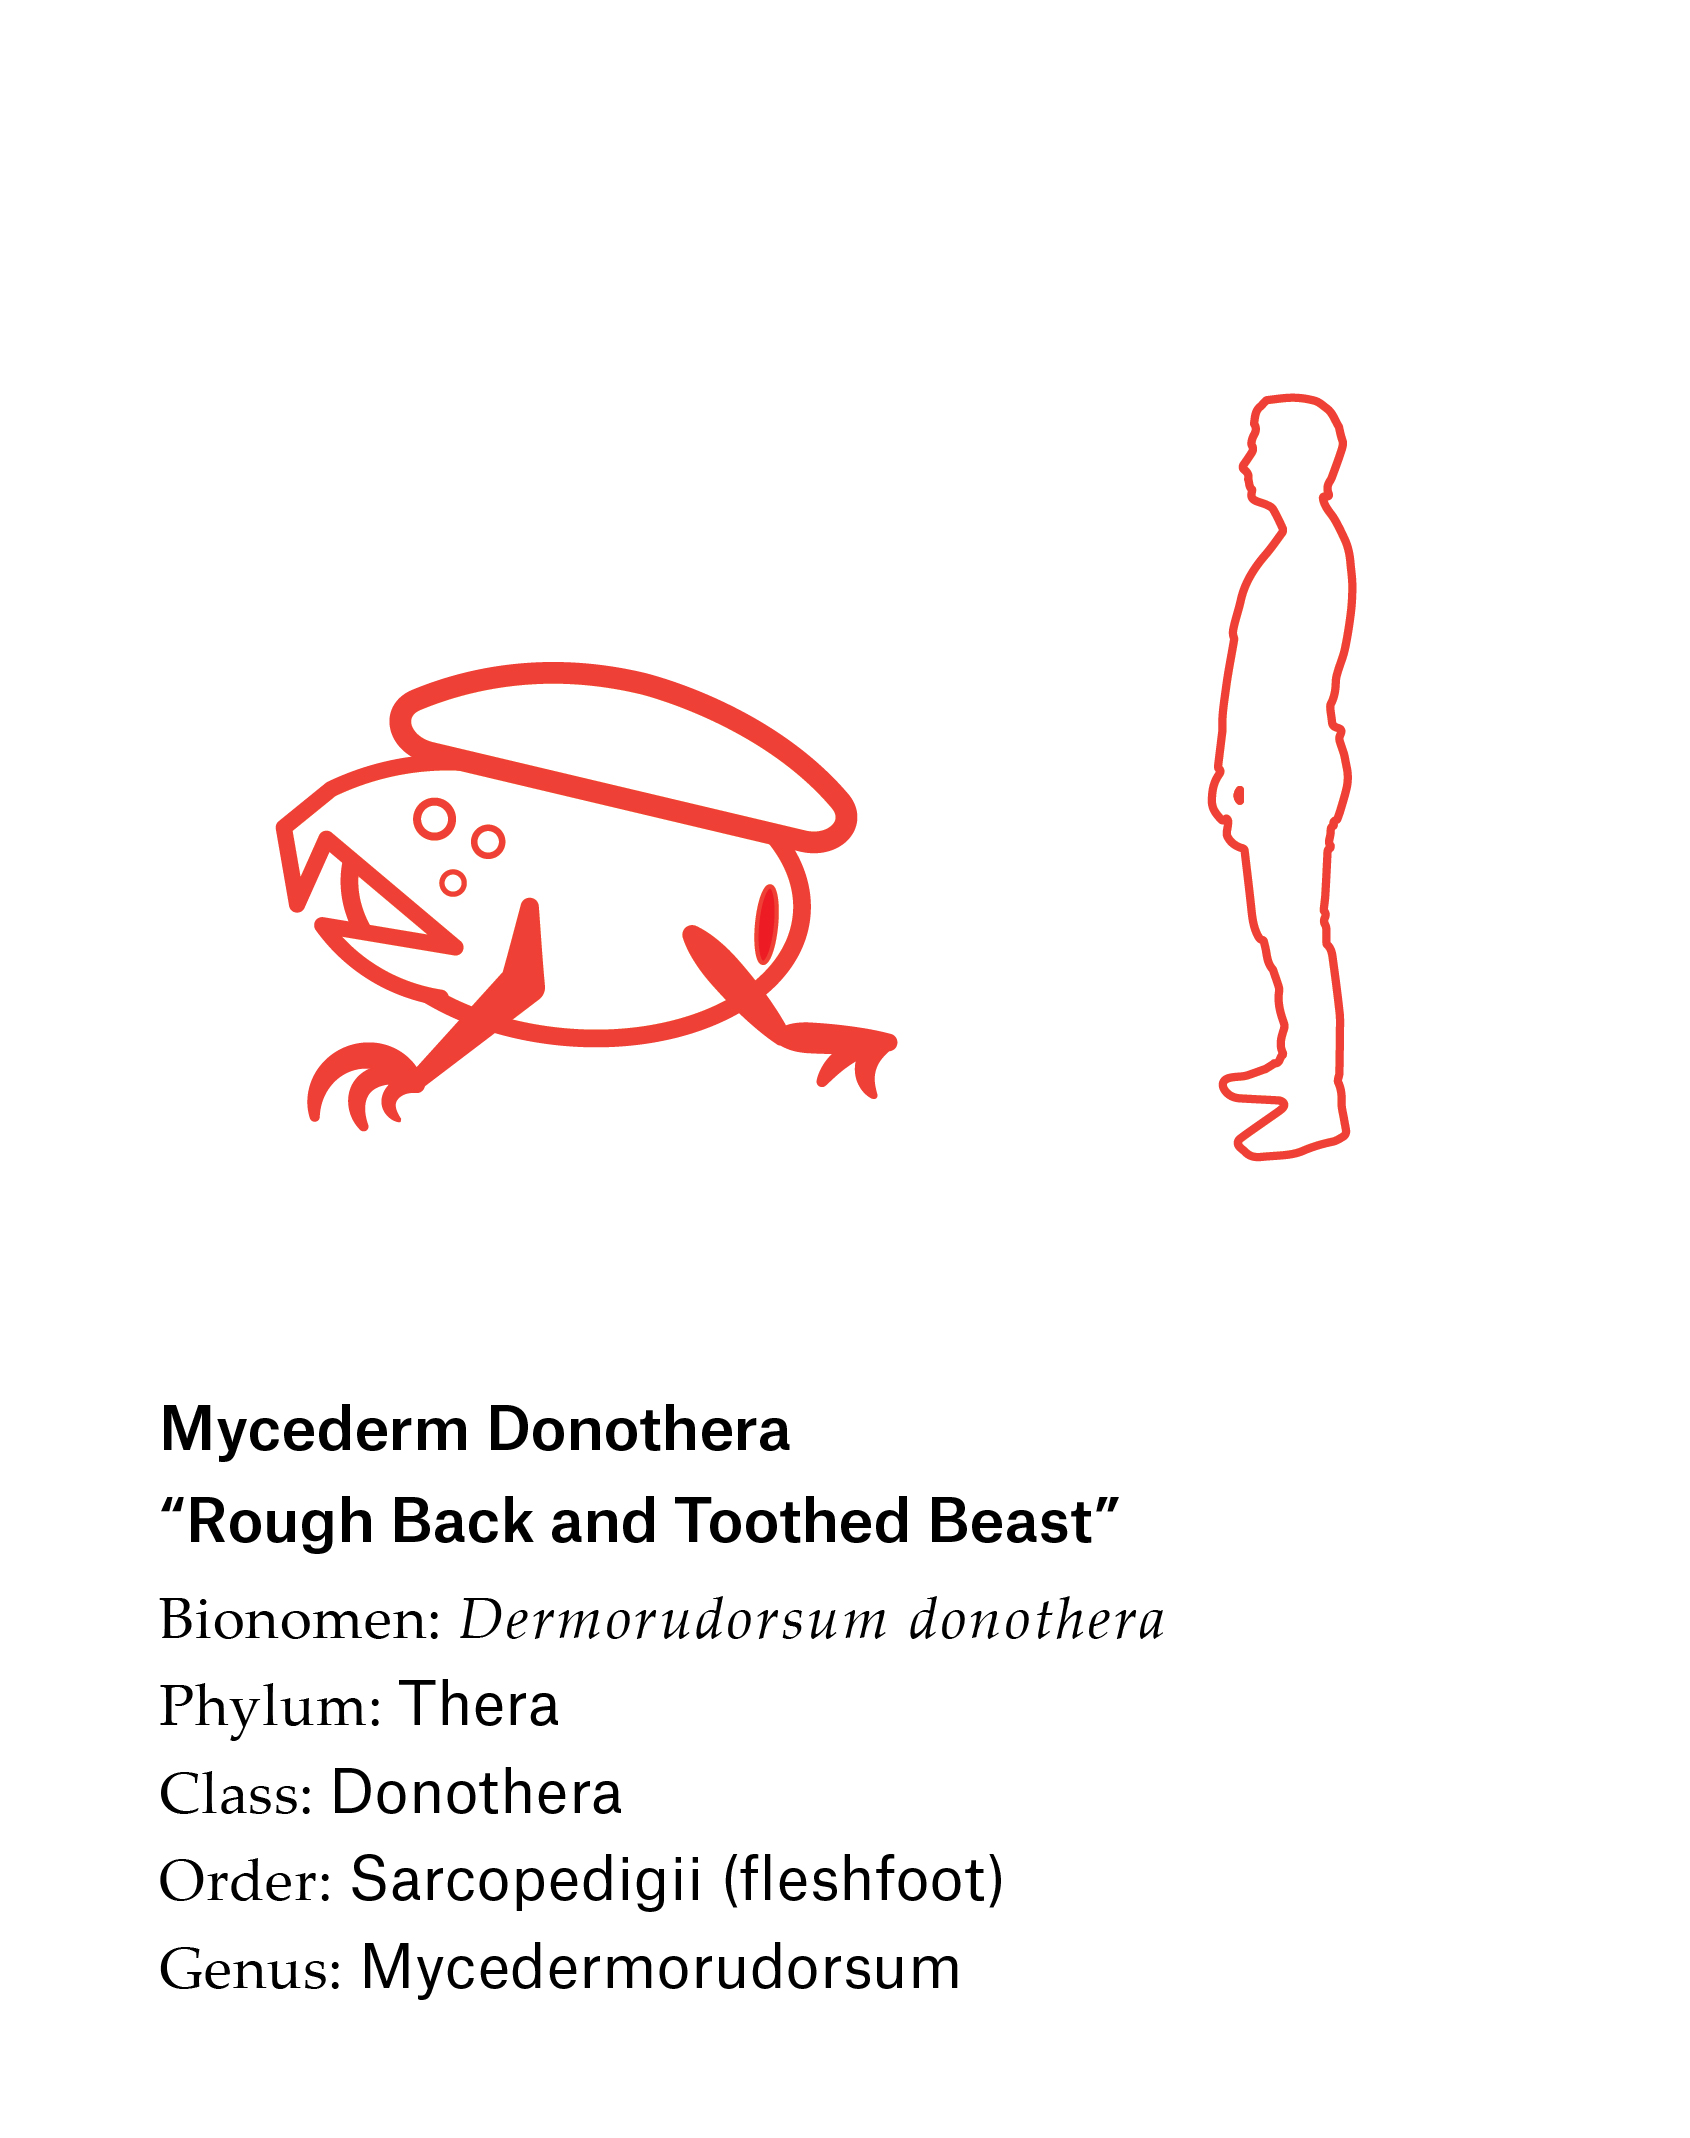 Mycederm Donothera
“Rough Back and Toothed Beast”
Bionomen: Dermorudorsum donothera
Phylum: Thera
Class: Donothera
Order: Sarcopedigii (fleshfoot)
Genus: Mycedermorudorsum